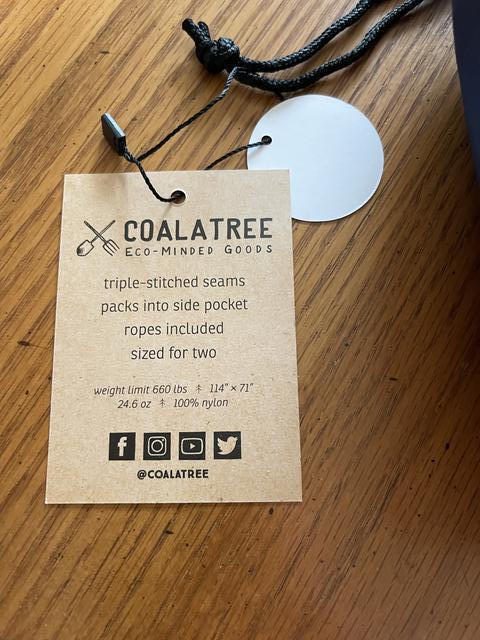 COALATREE
ECO-MINDED GOODS
triple-stitched seams
packs into side pocket
ropes included
sized for two
weight limit 660 lbs 114" × 71"
24.6 oz 100% nylon
@COALATREE